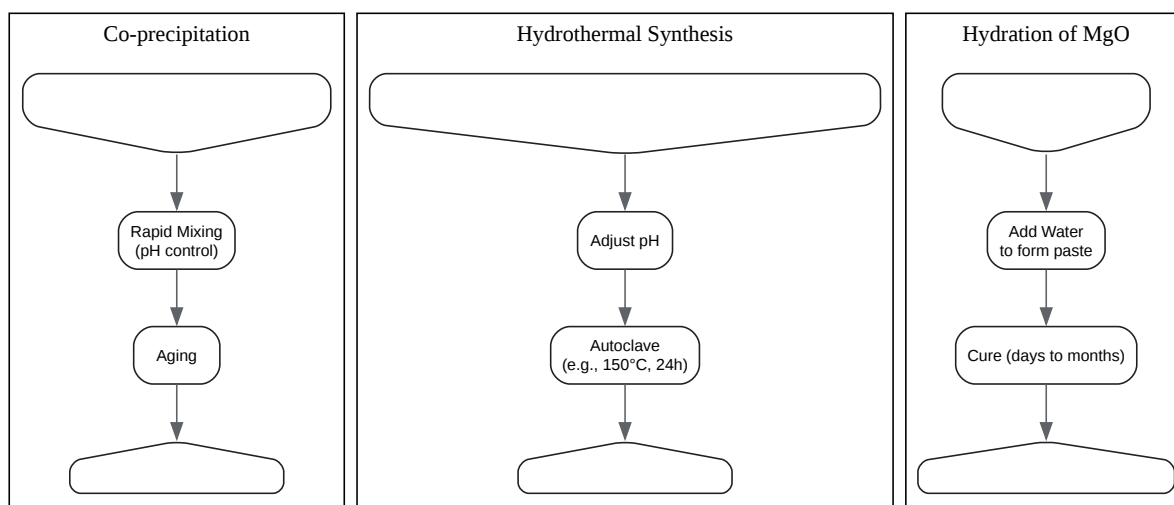 Co-precipitation
Rapid Mixing
(pH control)
Aging
Hydrothermal Synthesis
Adjust pH
Autoclave
(e.g., 150°C, 24h)
Hydration of MgO
Add Water
to form paste
Cure (days to months)